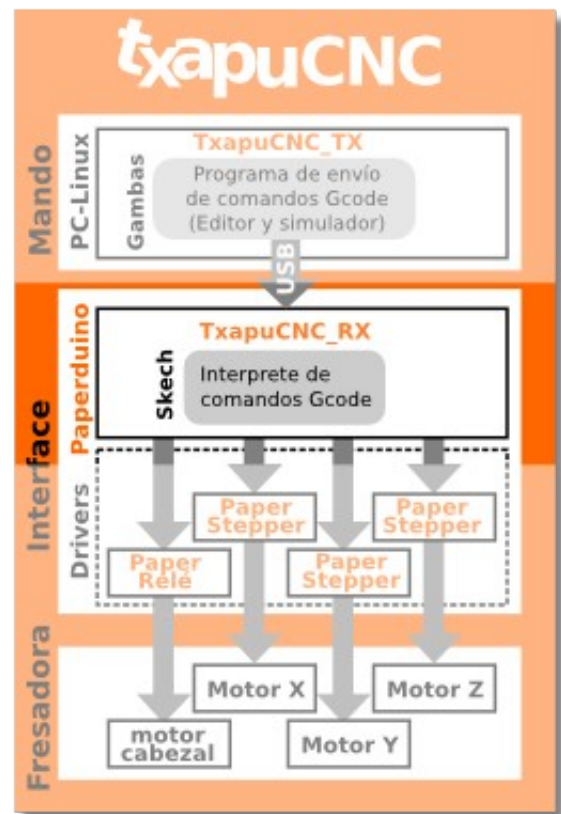 txapuCNC
Mando
PC-Linux
Gambas
TxapuCNC_TX
Programa de envío
de comandos Gcode
(Editor y simulador)
USB
Interface
Paperduino
Skech
TxapuCNC_RX
Interprete de
comandos Gcode
Drivers
Paper
Stepper
Paper
Stepper
Paper
Relé
Paper
Stepper
Fresadora
Motor X
Motor Z
motor
cabezal
Motor Y